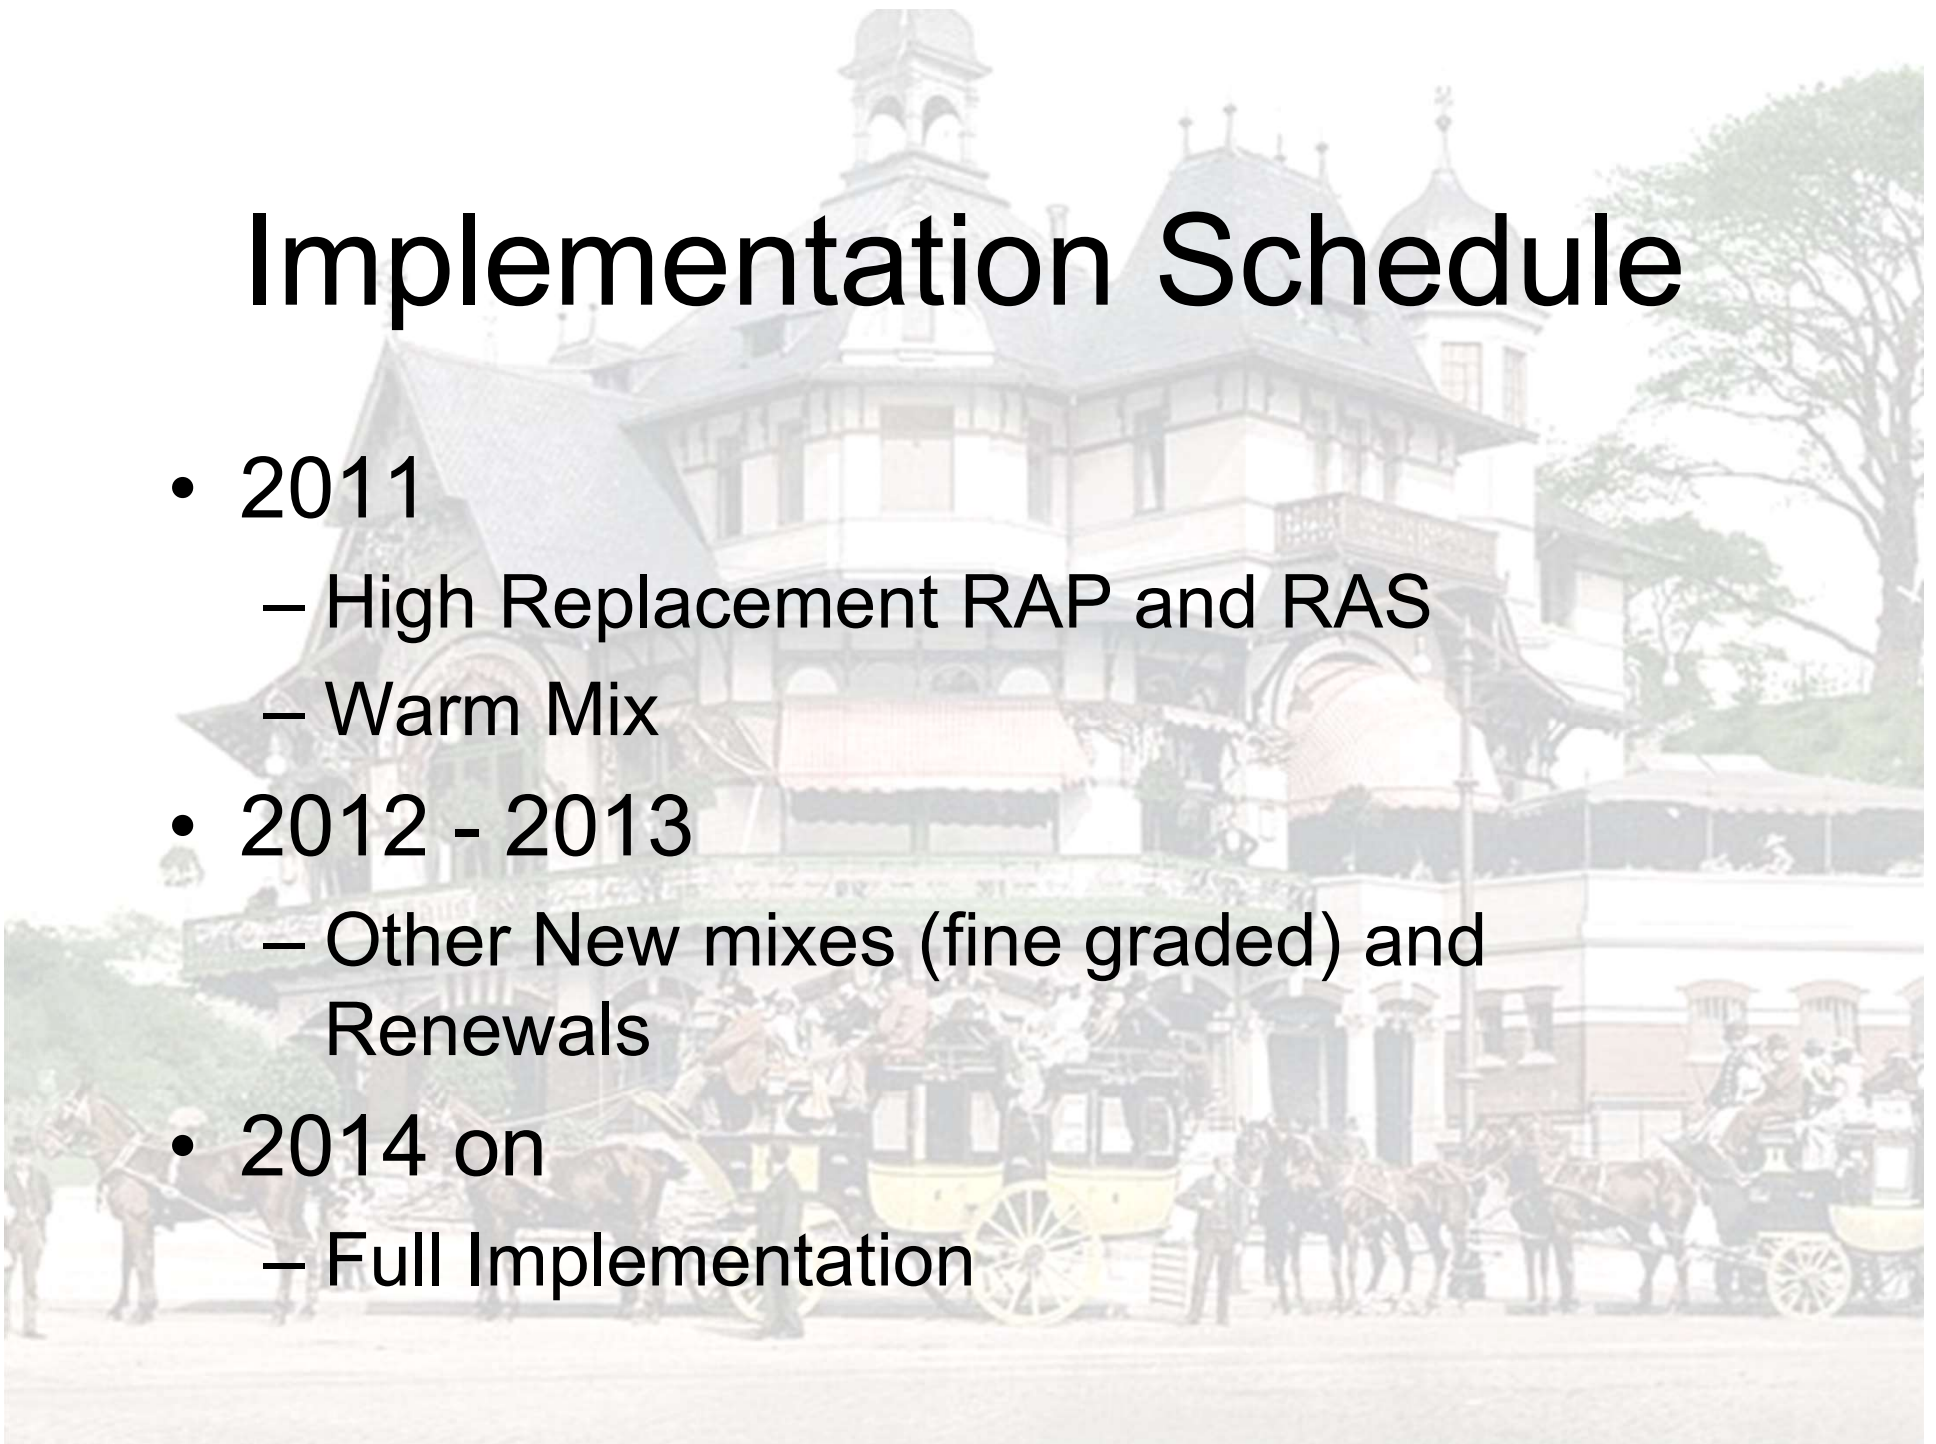 Implementation Schedule
• 2011
– High Replacement RAP and RAS
– Warm Mix
• 2012 - 2013
– Other New mixes (fine graded) and
Renewals
• 2014 on
– Full Implementation